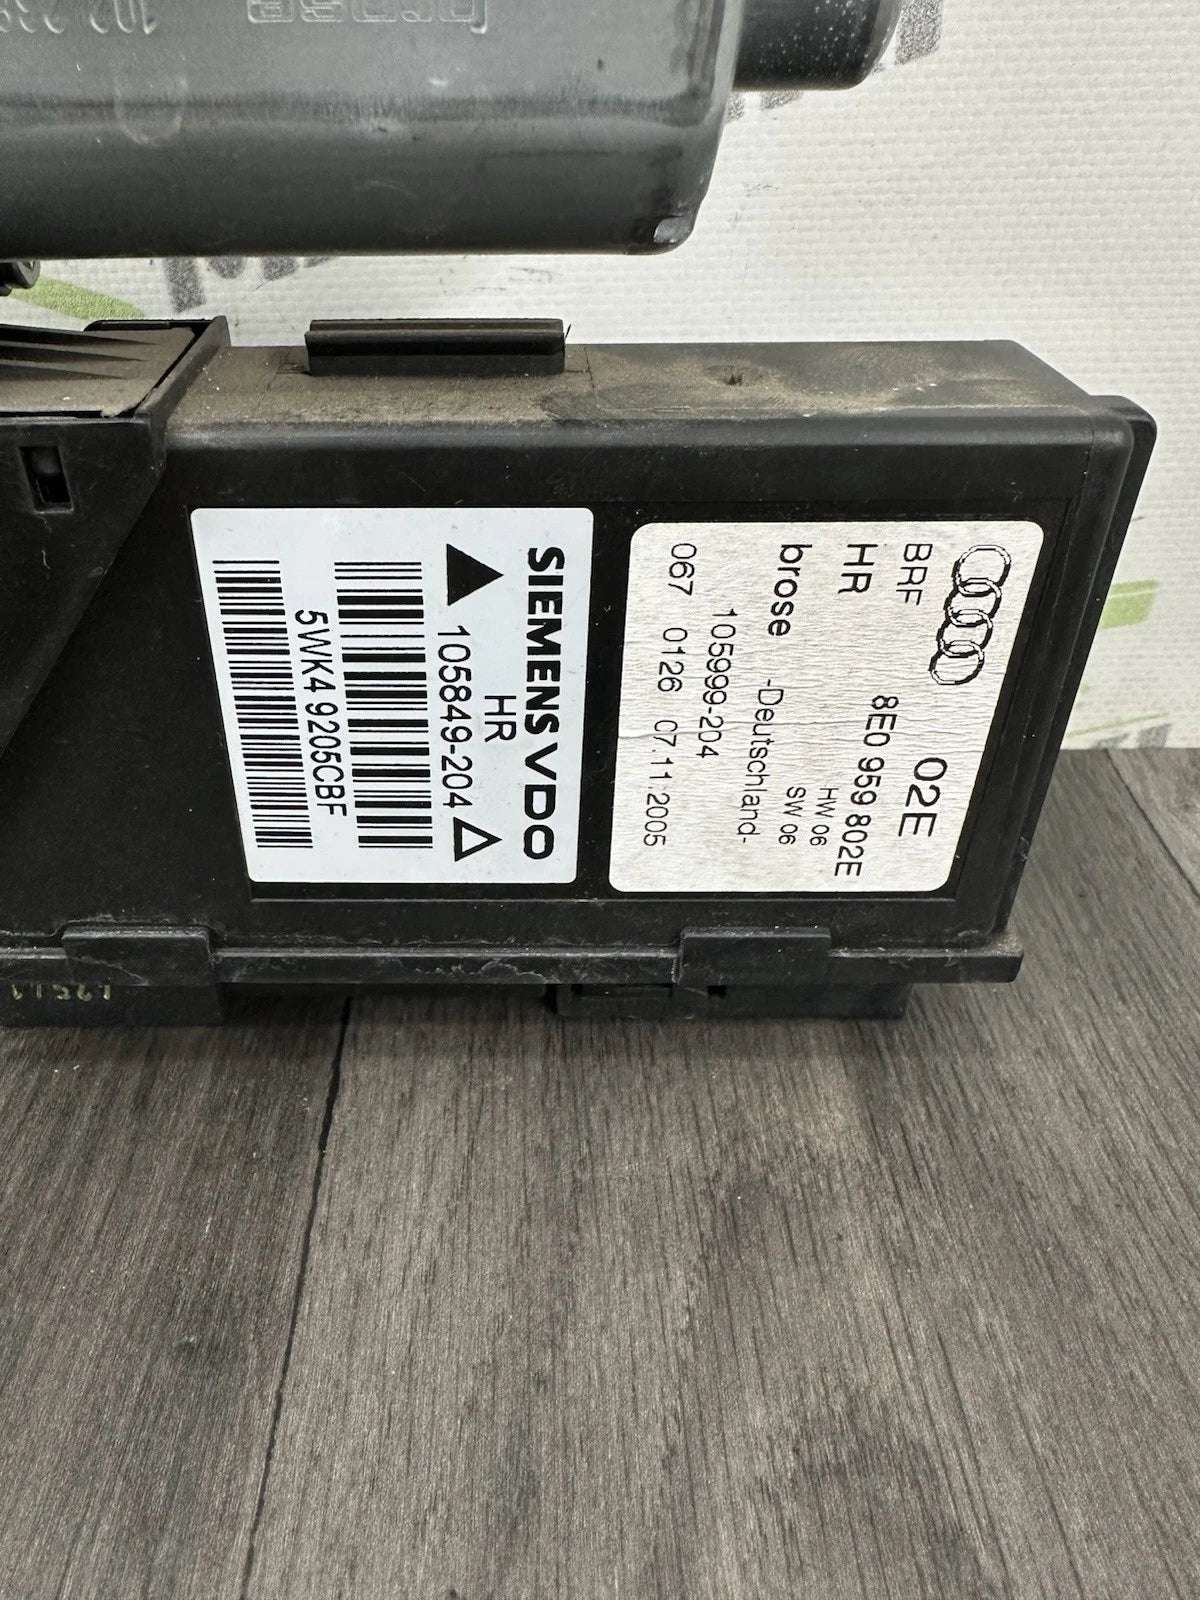 02E
BRF
HR 8E0 959 802E
HW 06
brose SW 06
-Deutschland-
105999-204
067 0126 07.11.2005
SIEMENS VDO
HR
105849-204
5WK4 9205CBF